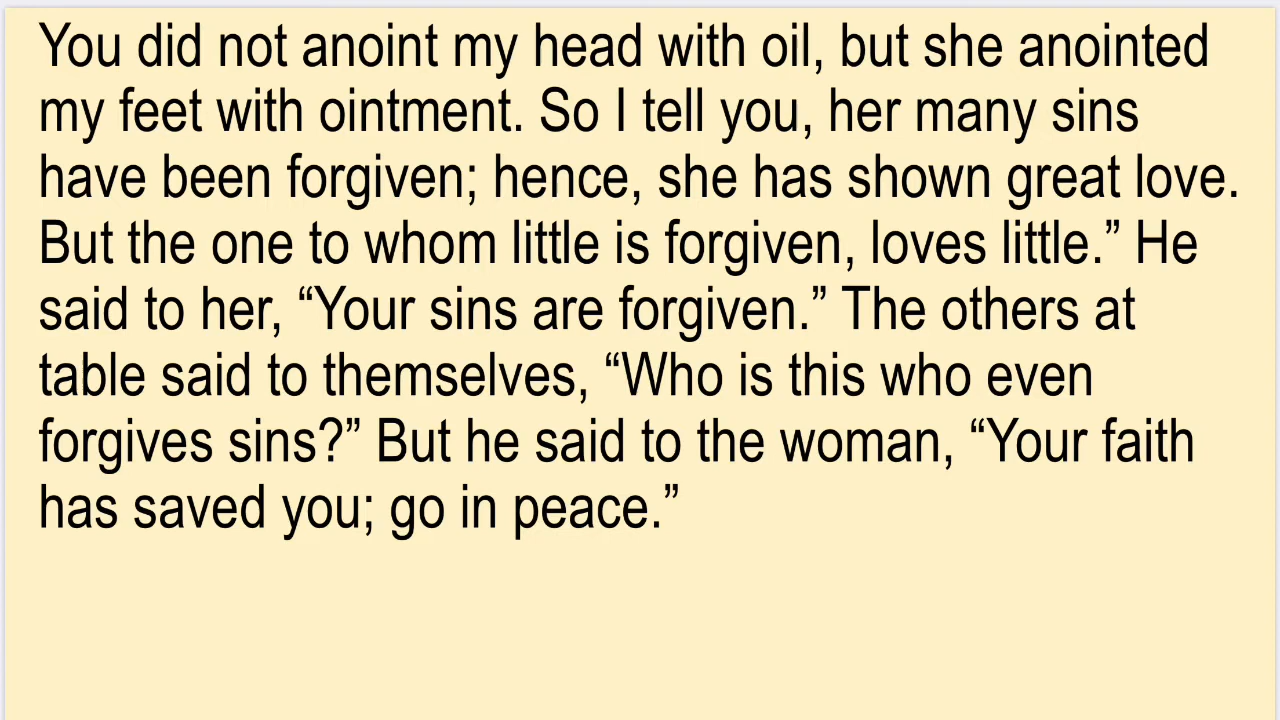 You did not anoint my head with oil, but she anointed
my feet with ointment. So I tell you, her many sins
have been forgiven; hence, she has shown great love.
But the one to whom little is forgiven, loves little.” He
said to her, “Your sins are forgiven.” The others at
table said to themselves, “Who is this who even
forgives sins?” But he said to the woman, “Your faith
has saved you; go in peace.”